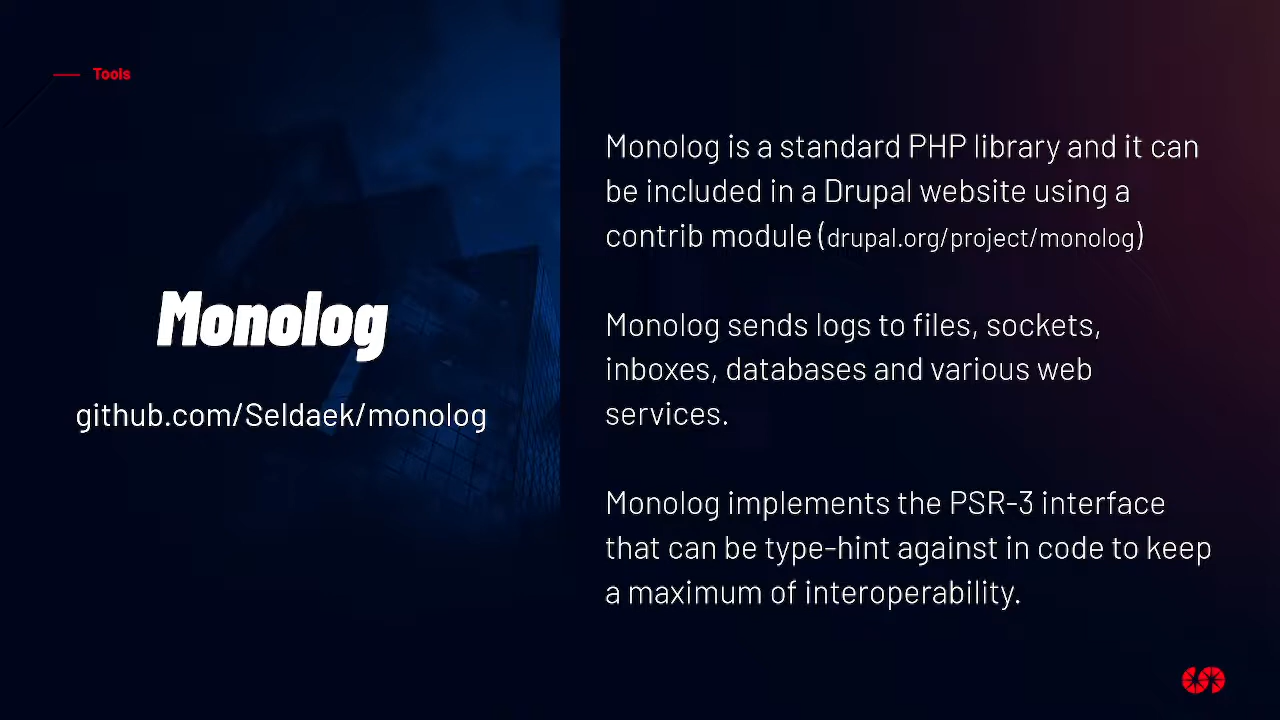 Tools
Monolog
github.com/Seldaek/monolog
Monolog is a standard PHP library and it can
be included in a Drupal website using a
contrib module (drupal.org/project/monolog)
Monolog sends logs to files, sockets,
inboxes, databases and various web
services.
Monolog implements the PSR-3 interface
that can be type-hint against in code to keep
a maximum of interoperability.